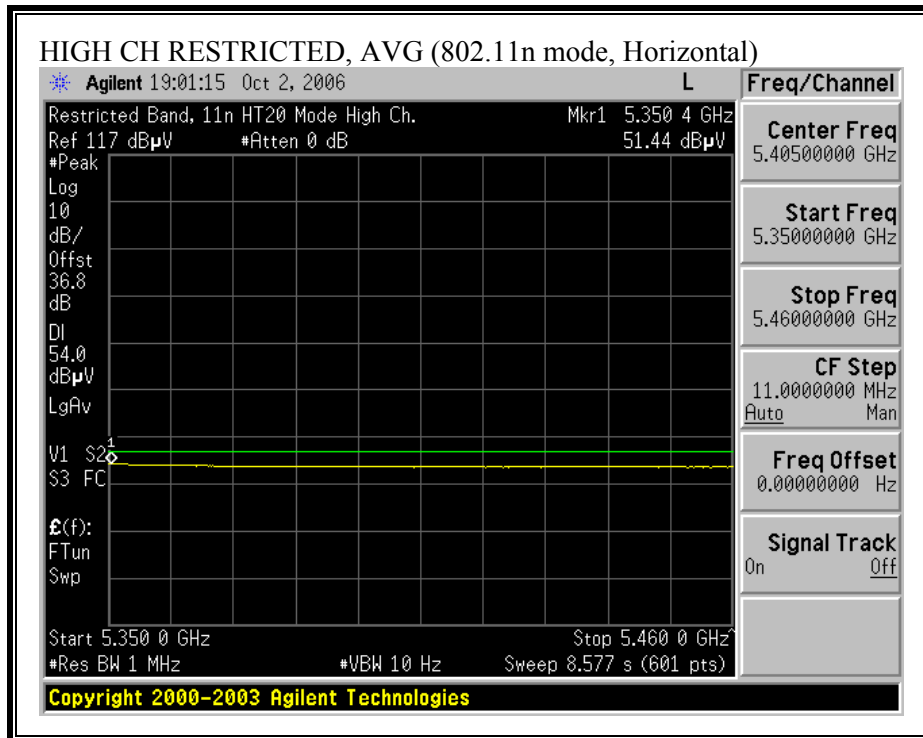 HIGH CH RESTRICTED, AVG (802.11n mode, Horizontal)
Agilent 19:01:15 Oct 2, 2006 L
Restricted Band, 11n HT20 Mode High Ch. Mkr1 5.350 4 GHz
Ref 117 dBµV #Atten 0 dB 51.44 dBµV
#Peak
Log
10
dB/
Offst
36.8
dB
DI
54.0
dBµV
LgAv
1
V1 S2
S3 FC
£(f):
FTun
Swp
Start 5.350 0 GHz Stop 5.460 0 GHz^
#Res BW 1 MHz #VBW 10 Hz Sweep 8.577 s (601 pts)
Copyright 2000-2003 Agilent Technologies
Freq/Channel
Center Freq
5.40500000 GHz
Start Freq
5.35000000 GHz
Stop Freq
5.46000000 GHz
CF Step
11.0000000 MHz
Auto Man
Freq Offset
0.00000000 Hz
Signal Track
On Off